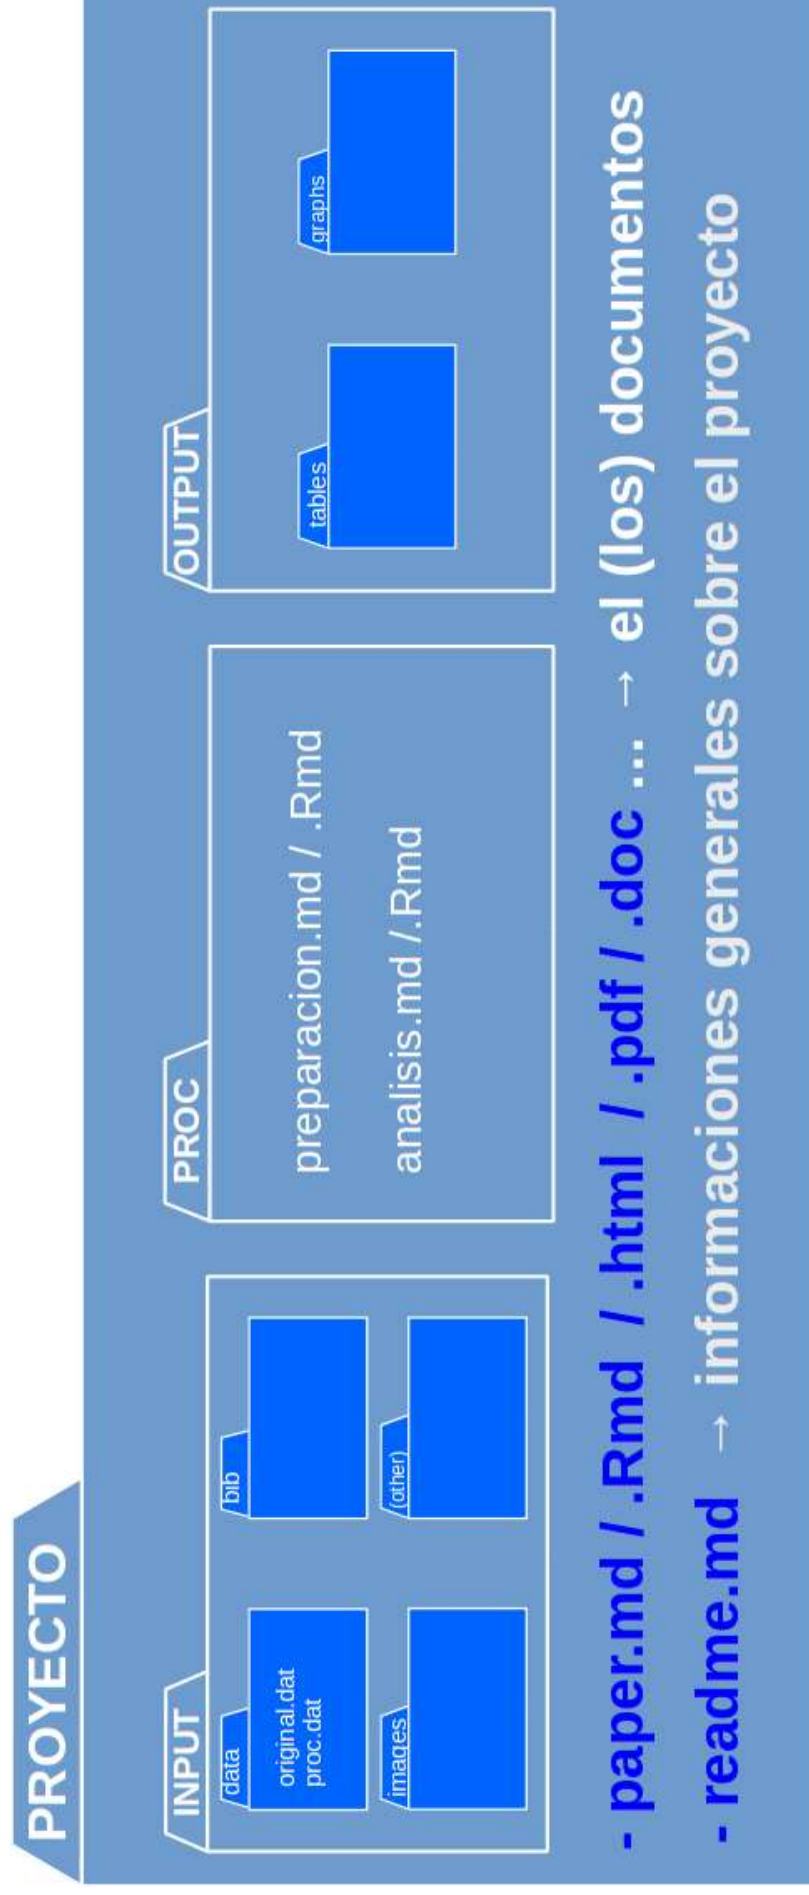 PROYECTO
INPUT
data
original.dat
proc.dat
bib
images
(other)
PROC
preparacion.md / .Rmd
analisis.md /.Rmd
OUTPUT
tables
graphs
- paper.md / .Rmd / .html / .pdf / .doc ... → el (los) documentos
- readme.md → informaciones generales sobre el proyecto